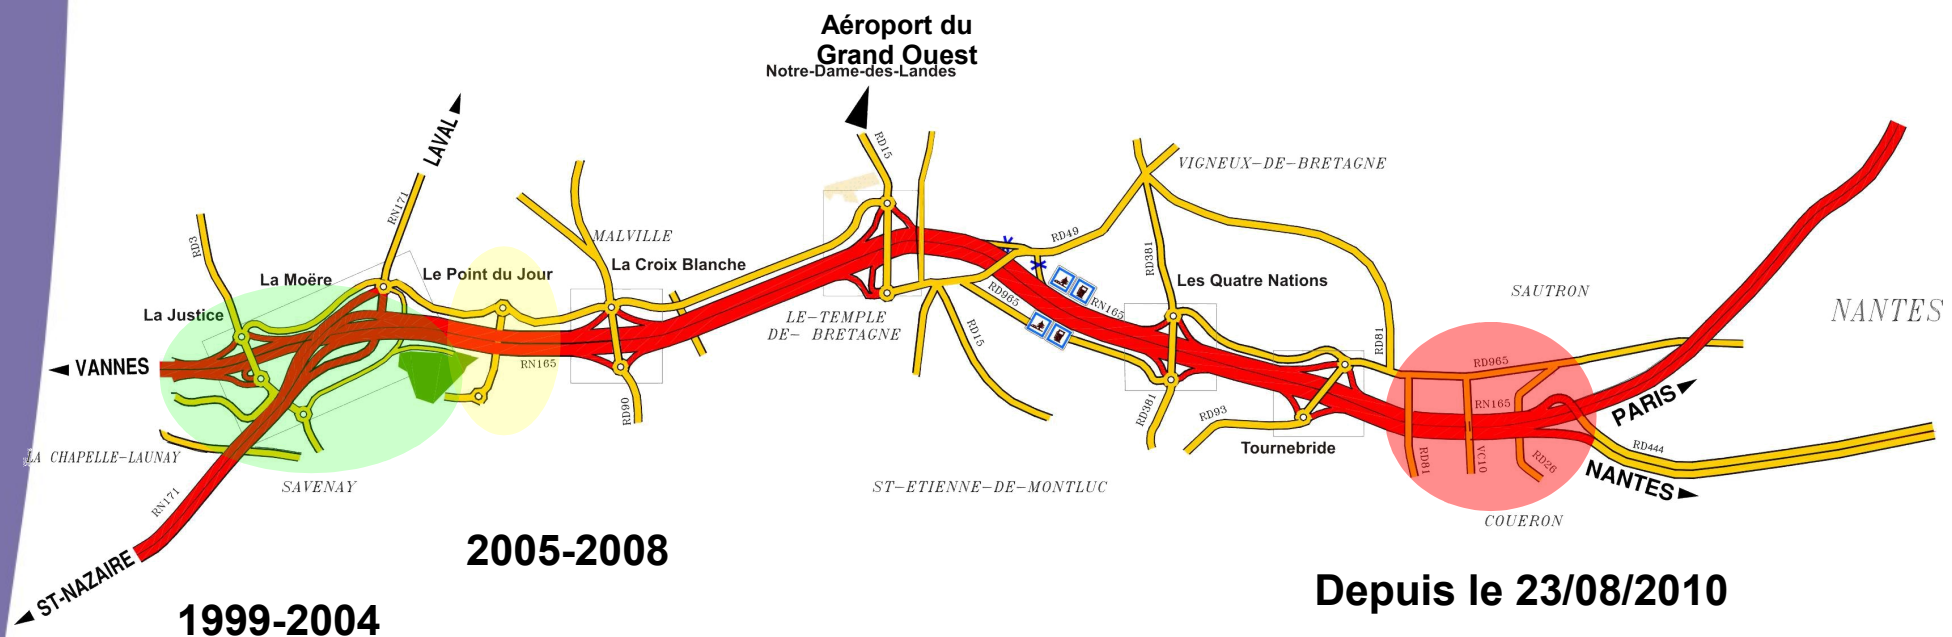 Aéroport du
Grand Ouest
Notre-Dame-des-Landes
LAVAL
RD15
VIGNEUX-DE-BRETAGNE
RN171
RD3
MALVILLE
RD49
RD381
La Moëre
Le Point du Jour
La Croix Blanche
Les Quatre Nations
SAUTRON
NANTES
La Justice
RD965
RN165
LE-TEMPLE
DE- BRETAGNE
RD15
RD81
VANNES
RN165
RD965
RD90
RD381
RD93
RN165
PARIS
Tournebride
RD81
VC10
RD26
RD444
NANTES
LA CHAPELLE-LAUNAY
SAVENAY
ST-ETIENNE-DE-MONTLUC
RN171
COUERON
ST-NAZAIRE
2005-2008
Depuis le 23/08/2010
1999-2004